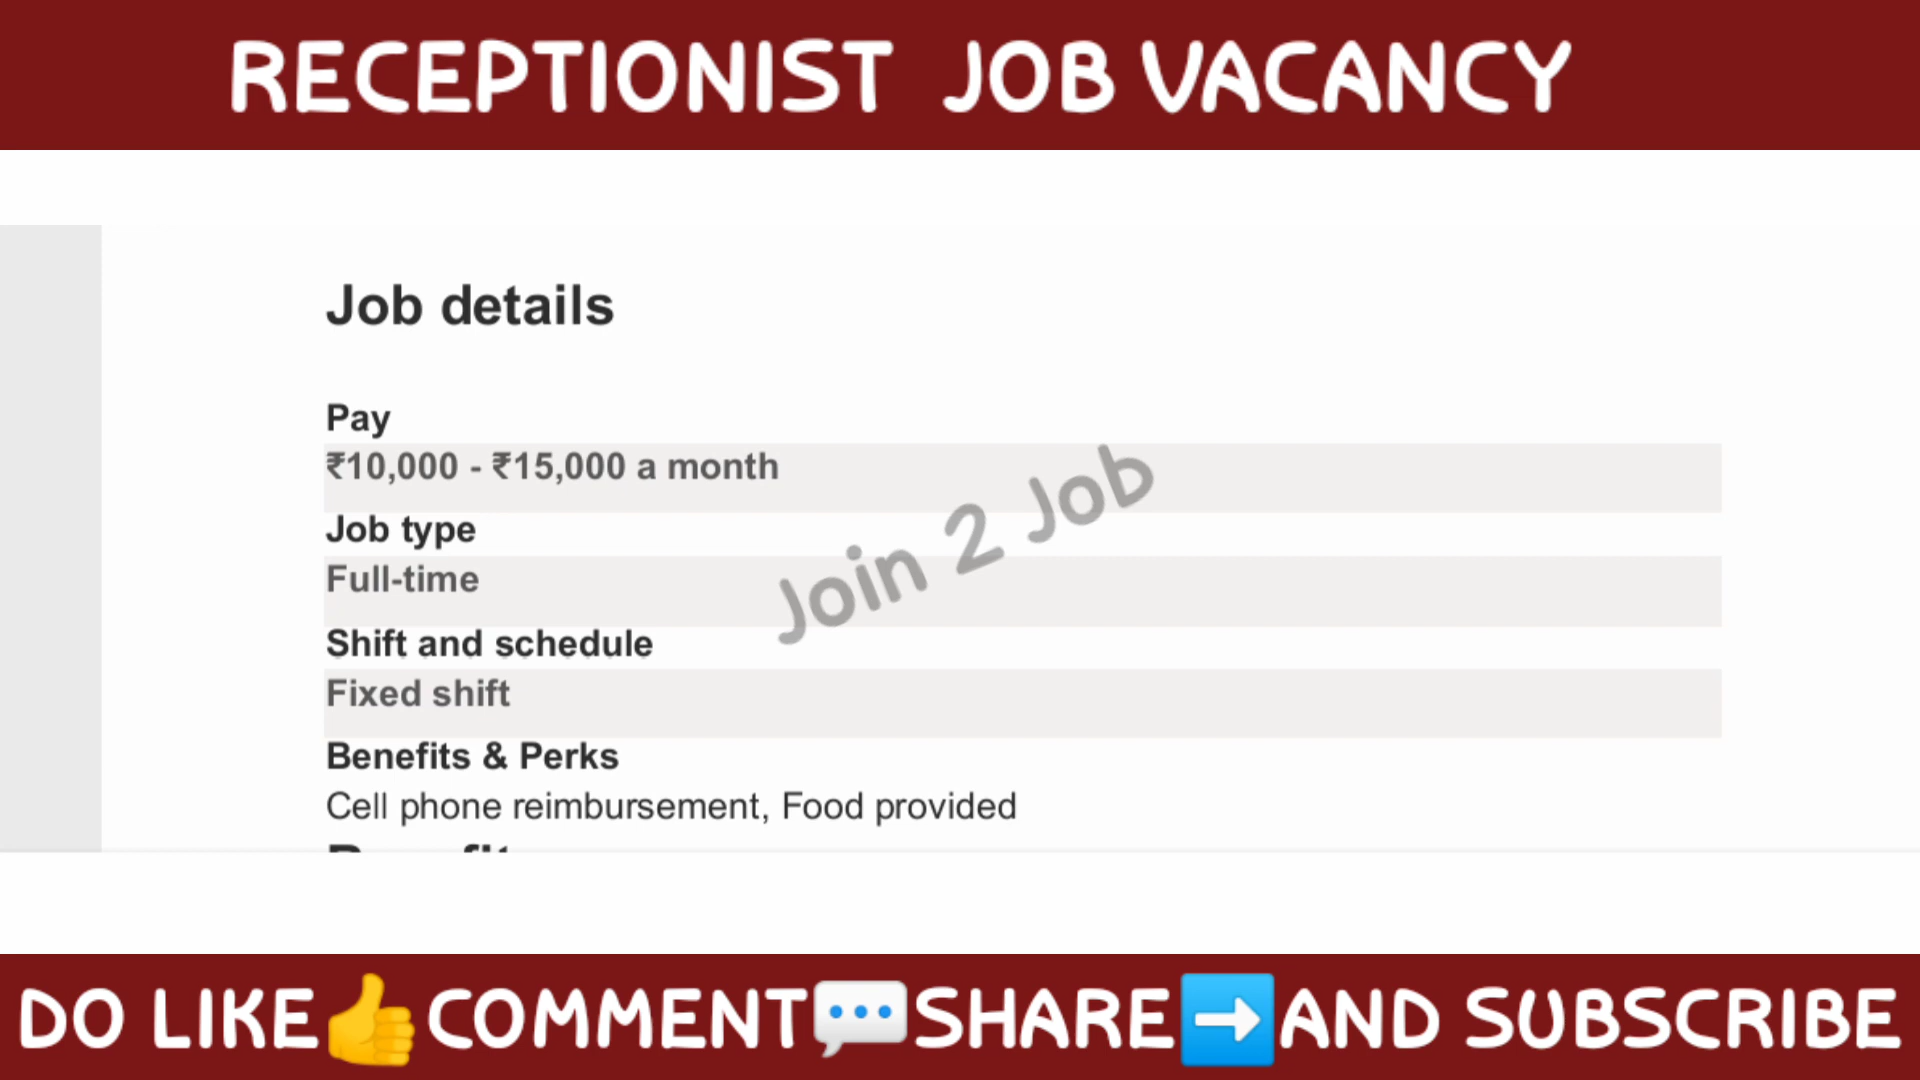 RECEPTIONIST JOB VACANCY
Job details
Pay
₹10,000 - ₹15,000 a month
Job type
Full-time
Join 2 Job
Shift and schedule
Fixed shift
Benefits & Perks
Cell phone reimbursement, Food provided
DO LIKE👍COMMENT💬SHARE➡️AND SUBSCRIBE